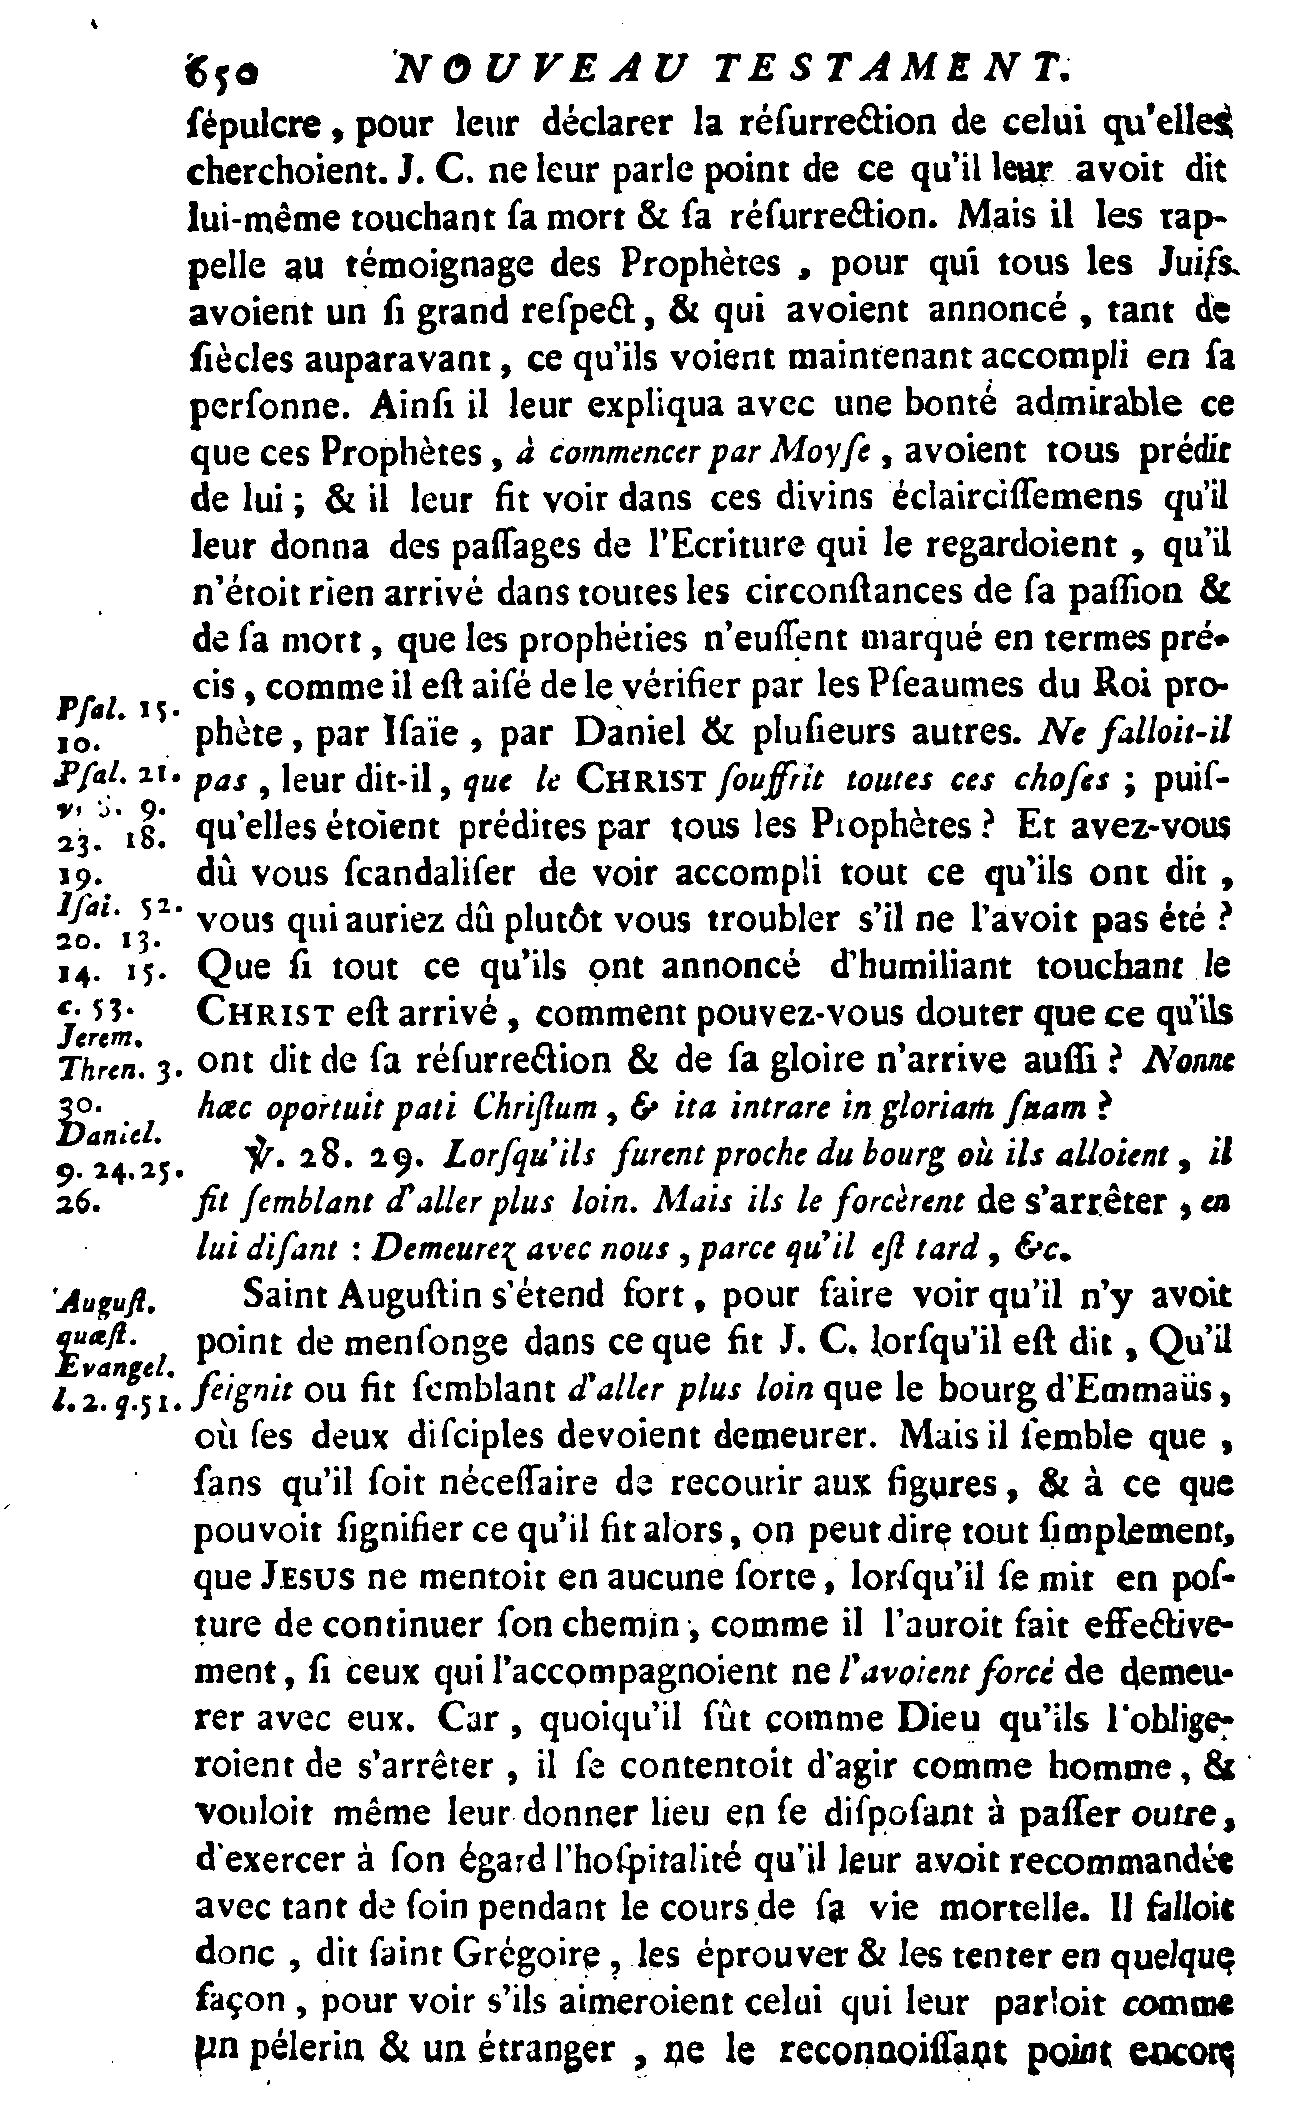 650 NOUVEAU TESTAMENT.
ſépulcre, pour leur déclarer la réſurrection de celui qu'elles
cherchoient. J. C. ne leur parle point de ce qu'il leur avoit dit
lui-même touchant ſa mort & ſa réſurrection. Mais il les rap-
pelle au témoignage des Prophètes, pour qui tous les Juifs
avoient un ſi grand reſpect, & qui avoient annoncé, tant de
ſiècles auparavant, ce qu'ils voient maintenant accompli en ſa
perſonne. Ainſi il leur expliqua avec une bonté admirable ce
que ces Prophètes, à commencer par Moyſe, avoient tous prédit
de lui; & il leur fit voir dans ces divins éclairciſſemens qu'il
leur donna des paſſages de l'Ecriture qui le regardoient, qu'il
n'étoit rien arrivé dans toutes les circonſtances de ſa paſſion &
de ſa mort, que les prophéties n'euſſent marqué en termes pré-
cis, comme il eſt aiſé de le vérifier par les Pſeaumes du Roi pro-
phète, par Iſaïe, par Daniel & pluſieurs autres. Ne falloit-il
pas, leur dit-il, que le CHRIST ſouffrît toutes ces choſes; puiſ-
qu'elles étoient prédites par tous les Prophètes? Et avez-vous
dû vous ſcandaliſer de voir accompli tout ce qu'ils ont dit,
vous qui auriez dû plutôt vous troubler s'il ne l'avoit pas été?
Que ſi tout ce qu'ils ont annoncé d'humiliant touchant le
CHRIST eſt arrivé, comment pouvez-vous douter que ce qu'ils
ont dit de ſa réſurrection & de ſa gloire n'arrive auſſi? Nonne
hæc oportuit pati Chriſtum, & ita intrare in gloriam ſuam?
℣. 28. 29. Lorſqu'ils furent proche du bourg où ils alloient, il
fit ſemblant d'aller plus loin. Mais ils le forcèrent de s'arrêter, en
lui diſant: Demeurez avec nous, parce qu'il eſt tard, &c.
Saint Auguſtin s'étend fort, pour faire voir qu'il n'y avoit
point de menſonge dans ce que fit J. C. lorſqu'il eſt dit, Qu'il
feignit ou fit ſemblant d'aller plus loin que le bourg d'Emmaüs,
où ſes deux diſciples devoient demeurer. Mais il ſemble que,
ſans qu'il ſoit néceſſaire de recourir aux figures, & à ce que
pouvoit ſignifier ce qu'il fit alors, on peut dire tout ſimplement,
que JESUS ne mentoit en aucune ſorte, lorſqu'il ſe mit en poſ-
ture de continuer ſon chemin, comme il l'auroit fait effective-
ment, ſi ceux qui l'accompagnoient ne l'avoient forcé de demeu-
rer avec eux. Car, quoiqu'il ſût comme Dieu qu'ils l'oblige-
roient de s'arrêter, il ſe contentoit d'agir comme homme, &
vouloit même leur donner lieu en ſe diſpoſant à paſſer outre,
d'exercer à ſon égard l'hoſpitalité qu'il leur avoit recommandée
avec tant de ſoin pendant le cours de ſa vie mortelle. Il falloit
donc, dit ſaint Grégoire, les éprouver & les tenter en quelque
façon, pour voir s'ils aimeroient celui qui leur parloit comme
un pélerin & un étranger, ne le reconnoiſſant point encore
Pſal. 15.
10.
Pſal. 21.
9.
23. 18.
19.
Iſai. 52.
20. 13.
14. 15.
c. 53.
Jerem.
Thren. 3.
30.
Daniel.
9. 24. 25.
26.
Auguſt.
quæſt.
Evangel.
l. 2. q. 51.